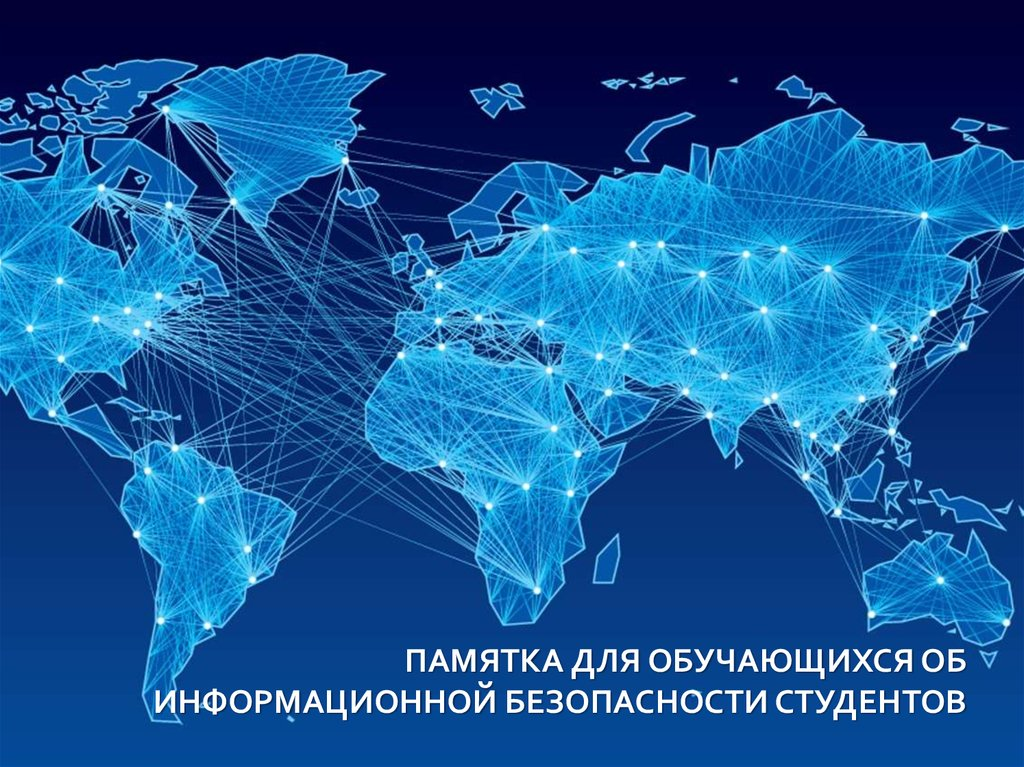 ПАМЯТКА ДЛЯ ОБУЧАЮЩИХСЯ ОБ
ИНФОРМАЦИОННОЙ БЕЗОПАСНОСТИ СТУДЕНТОВ